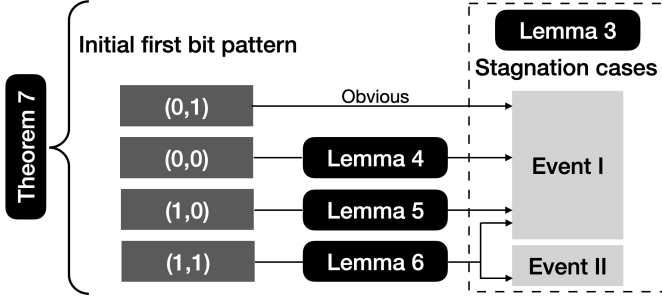 Theorem 7
Initial first bit pattern
Lemma 3
Stagnation cases
(0,1)
Obvious
(0,0)
Lemma 4
Event I
(1,0)
Lemma 5
(1,1)
Lemma 6
Event II